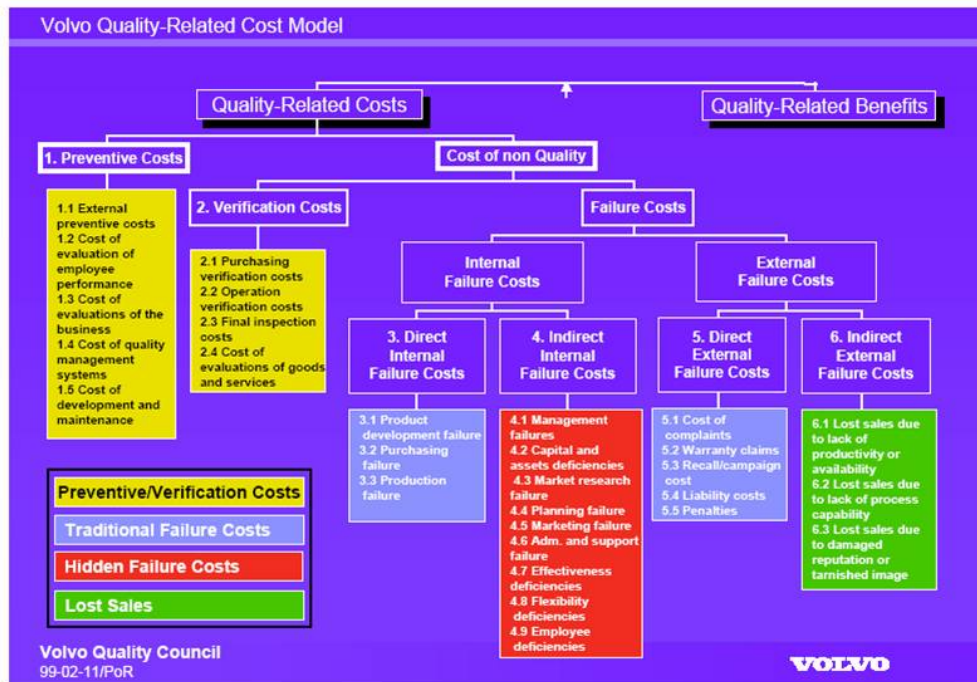 Volvo Quality-Related Cost Model
Quality-Related Costs
Quality-Related Benefits
1. Preventive Costs
Cost of non Quality
1.1 External
preventive costs
1.2 Cost of
evaluation of
employee
performance
1.3 Cost of
evaluations of the
business
1.4 Cost of quality
management
systems
1.5 Cost of
development and
maintenance
2. Verification Costs
2.1 Purchasing
verification costs
2.2 Operation
verification costs
2.3 Final inspection
costs
2.4 Cost of
evaluations of goods
and services
Failure Costs
Internal
Failure Costs
External
Failure Costs
3. Direct
Internal
Failure Costs
3.1 Product
development failure
3.2 Purchasing
failure
3.3 Production
failure
4. Indirect
Internal
Failure Costs
4.1 Management
failures
4.2 Capital and
assets deficiencies
4.3 Market research
failure
4.4 Planning failure
4.5 Marketing failure
4.6 Adm. and support
failure
4.7 Effectiveness
deficiencies
4.8 Flexibility
deficiencies
4.9 Employee
deficiencies
5. Direct
External
Failure Costs
5.1 Cost of
complaints
5.2 Warranty claims
5.3 Recall/campaign
cost
5.4 Liability costs
5.5 Penalties
6. Indirect
External
Failure Costs
6.1 Lost sales due
to lack of
productivity or
availability
6.2 Lost sales due
to lack of process
capability
6.3 Lost sales due
to damaged
reputation or
tarnished image
Preventive/Verification Costs
Traditional Failure Costs
Hidden Failure Costs
Lost Sales
Volvo Quality Council
99-02-11/PoR
VOLVO